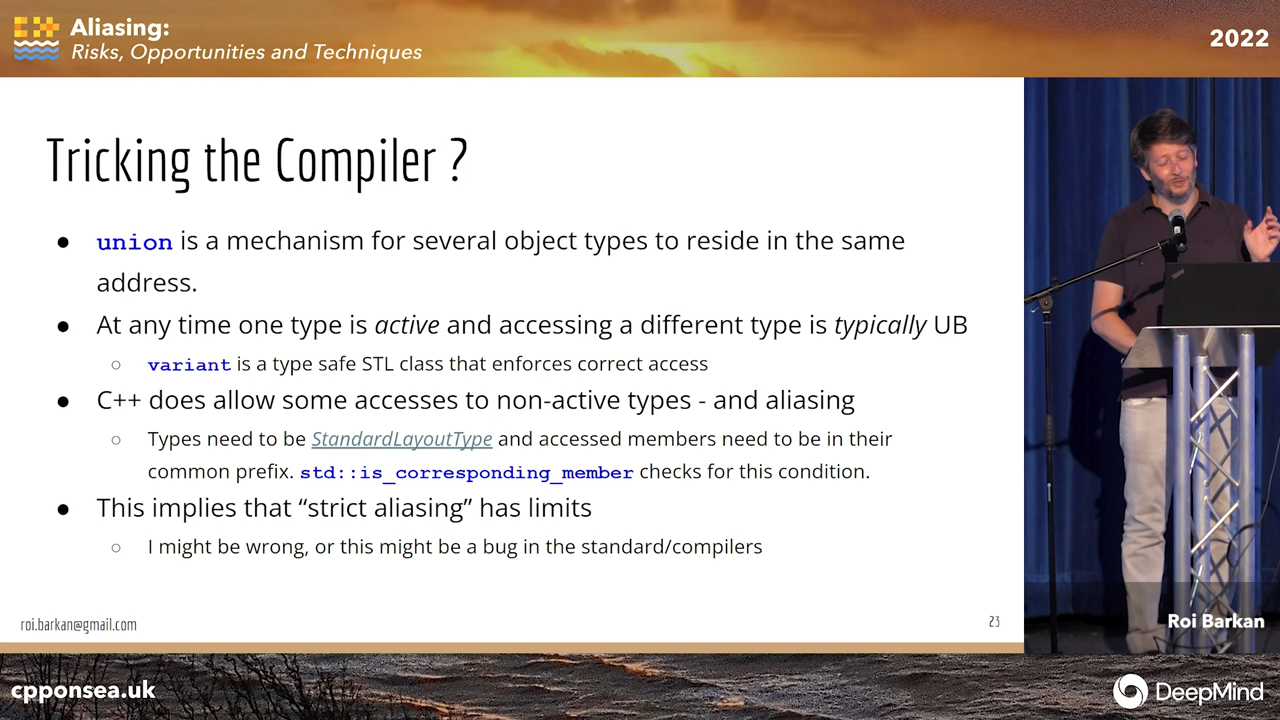 Aliasing:
Risks, Opportunities and Techniques
2022
Tricking the Compiler ?
● union is a mechanism for several object types to reside in the same
address.
● At any time one type is active and accessing a different type is typically UB
○ variant is a type safe STL class that enforces correct access
● C++ does allow some accesses to non-active types - and aliasing
○ Types need to be StandardLayoutType and accessed members need to be in their
common prefix. std::is_corresponding_member checks for this condition.
● This implies that “strict aliasing” has limits
○ I might be wrong, or this might be a bug in the standard/compilers
roi.barkan@gmail.com
23
Roi Barkan
cpponsea.uk
DeepMind